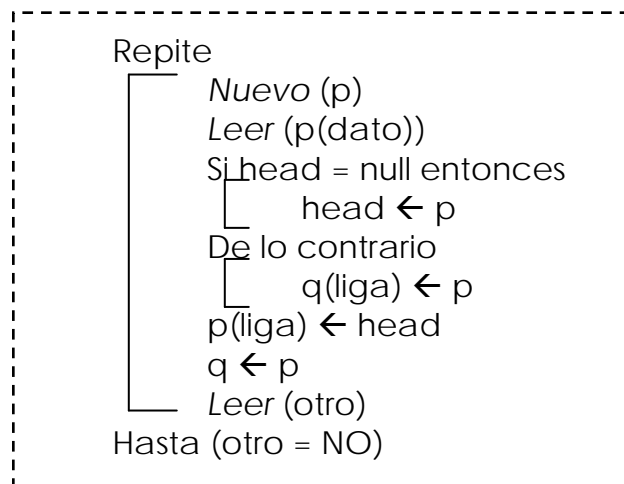 Repite
Nuevo (p)
Leer (p(dato))
Si head = null entonces
head ← p
De lo contrario
q(liga) ← p
p(liga) ← head
q ← p
Leer (otro)
Hasta (otro = NO)